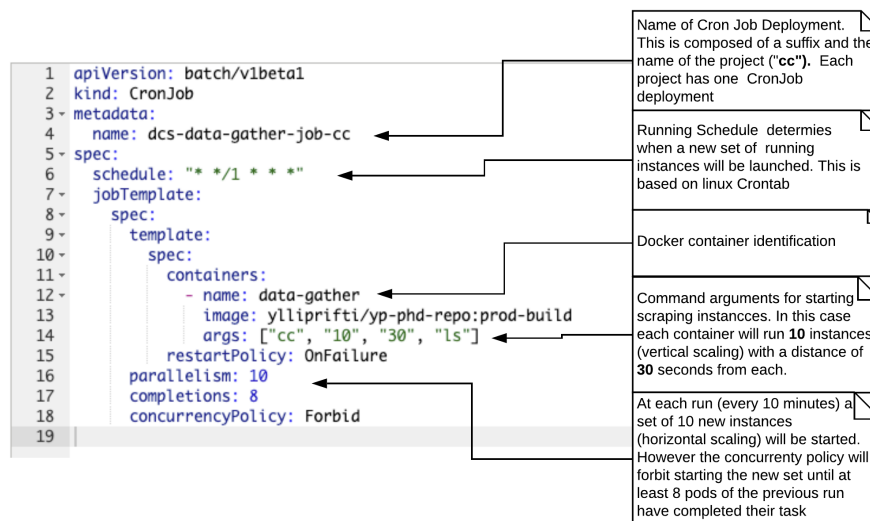 1 apiVersion: batch/v1beta1
2 kind: CronJob
3 metadata:
4 name: dcs-data-gather-job-cc
5 spec:
6 schedule: "* */1 * * *"
7 jobTemplate:
8 spec:
9 template:
10 spec:
11 containers:
12 - name: data-gather
13 image: ylliprifti/yp-phd-repo:prod-build
14 args: ["cc", "10", "30", "ls"]
15 restartPolicy: OnFailure
16 parallelism: 10
17 completions: 8
18 concurrencyPolicy: Forbid
19
Name of Cron Job Deployment.
This is composed of a suffix and the
name of the project ("cc"). Each
project has one CronJob
deployment
Running Schedule determies
when a new set of running
instances will be launched. This is
based on linux Crontab
Docker container identification
Command arguments for starting
scraping instancces. In this case
each container will run 10 instances
(vertical scaling) with a distance of
30 seconds from each.
At each run (every 10 minutes) a
set of 10 new instances
(horizontal scaling) will be started.
However the concurrenty policy will
forbit starting the new set until at
least 8 pods of the previous run
have completed their task